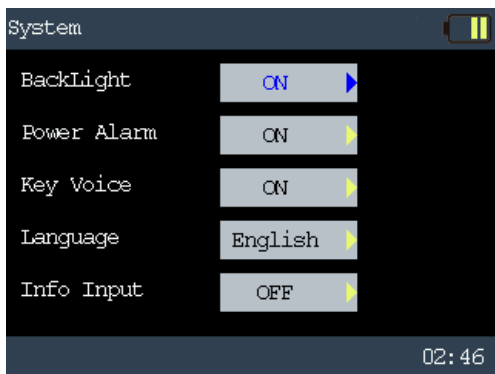 System
BackLight ON
Power Alarm ON
Key Voice ON
Language English
Info Input OFF
02:46